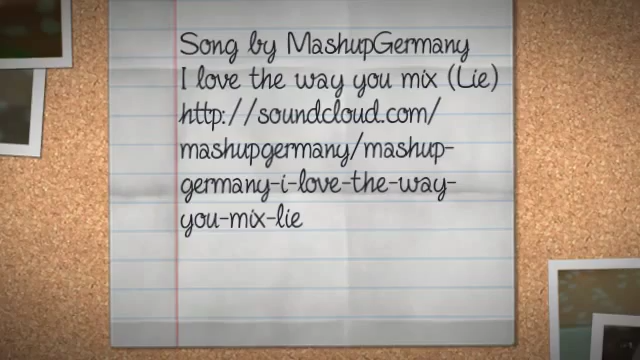 Song by MashupGermany
I love the way you mix (Lie)
http://soundcloud.com/
mashupgermany/mashup-
germany-i-love-the-way-
you-mix-lie